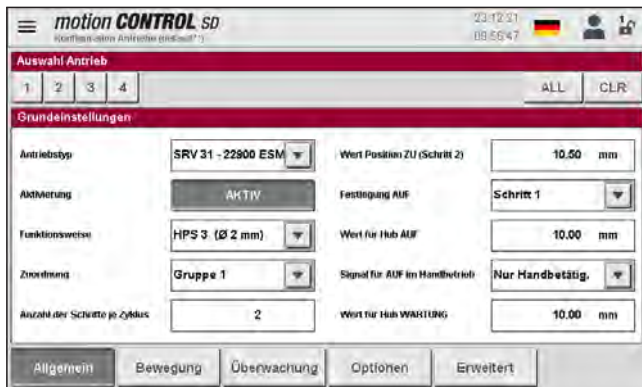 motion CONTROL SD
23.12.21
09:56:47
Auswahl Antrieb
1 2 3 4 ALL CLR
Grundeinstellungen
Antriebstyp SRV 31 - 22900 ESM Wert Position ZU (Schritt 2) 10.50 mm
Aktivierung AKTIV Festlegung AUF Schritt 1
Funktionsweise HPS 3 (Ø 2 mm) Wert für Hub AUF 10.00 mm
Zuordnung Gruppe 1 Signal für AUF im Handbetrieb Nur Handbetätig.
Anzahl der Schritte je Zyklus 2 Wert für Hub WARTUNG 10.00 mm
Allgemein Bewegung Überwachung Optionen Erweitert